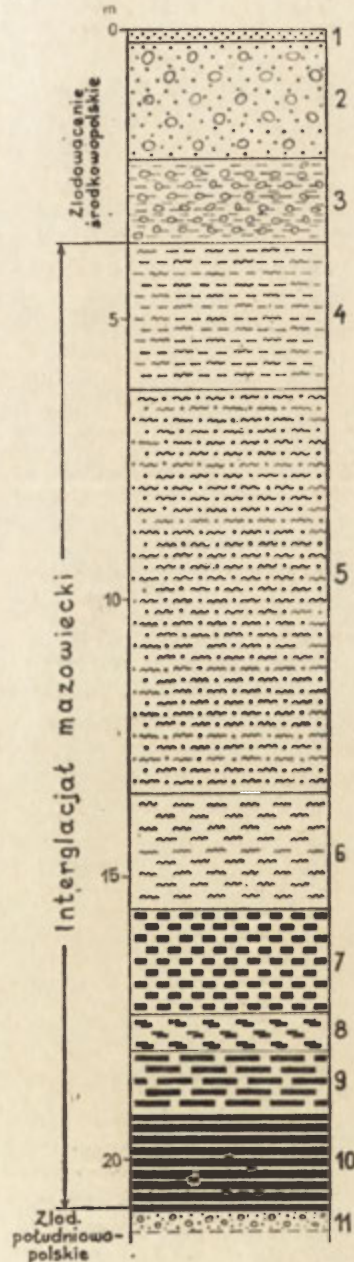 m
0
1
2
Zlodowacenie
środkowopolskie
3
4
5
5
Interglacjał mazowiecki
10
6
15
7
8
9
10
20
11
Zlod.
południowo-
polskie